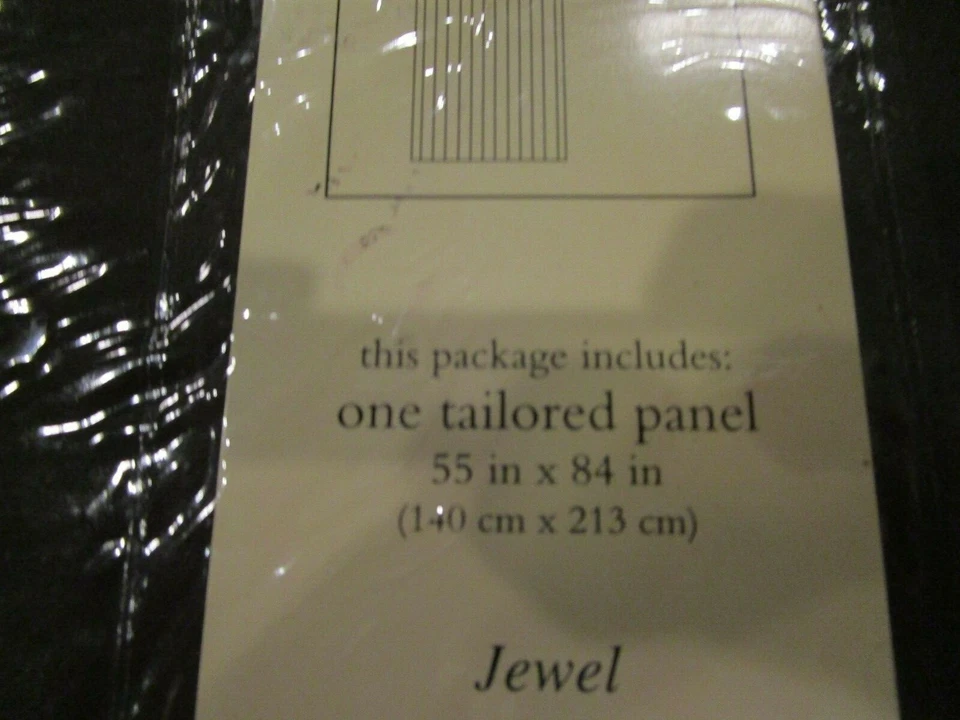 this package includes:
one tailored panel
55 in x 84 in
(140 cm x 213 cm)
Jewel